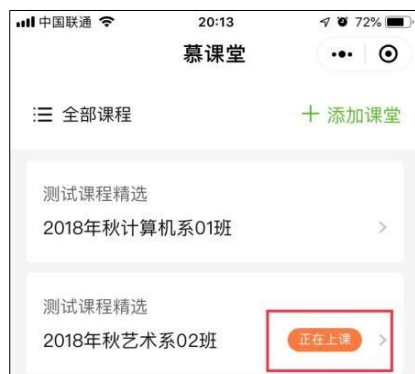 中国联通 20:13 72%
慕课堂
全部课程 + 添加课堂
测试课程精选
2018年秋计算机系01班
测试课程精选
2018年秋艺术系02班 正在上课